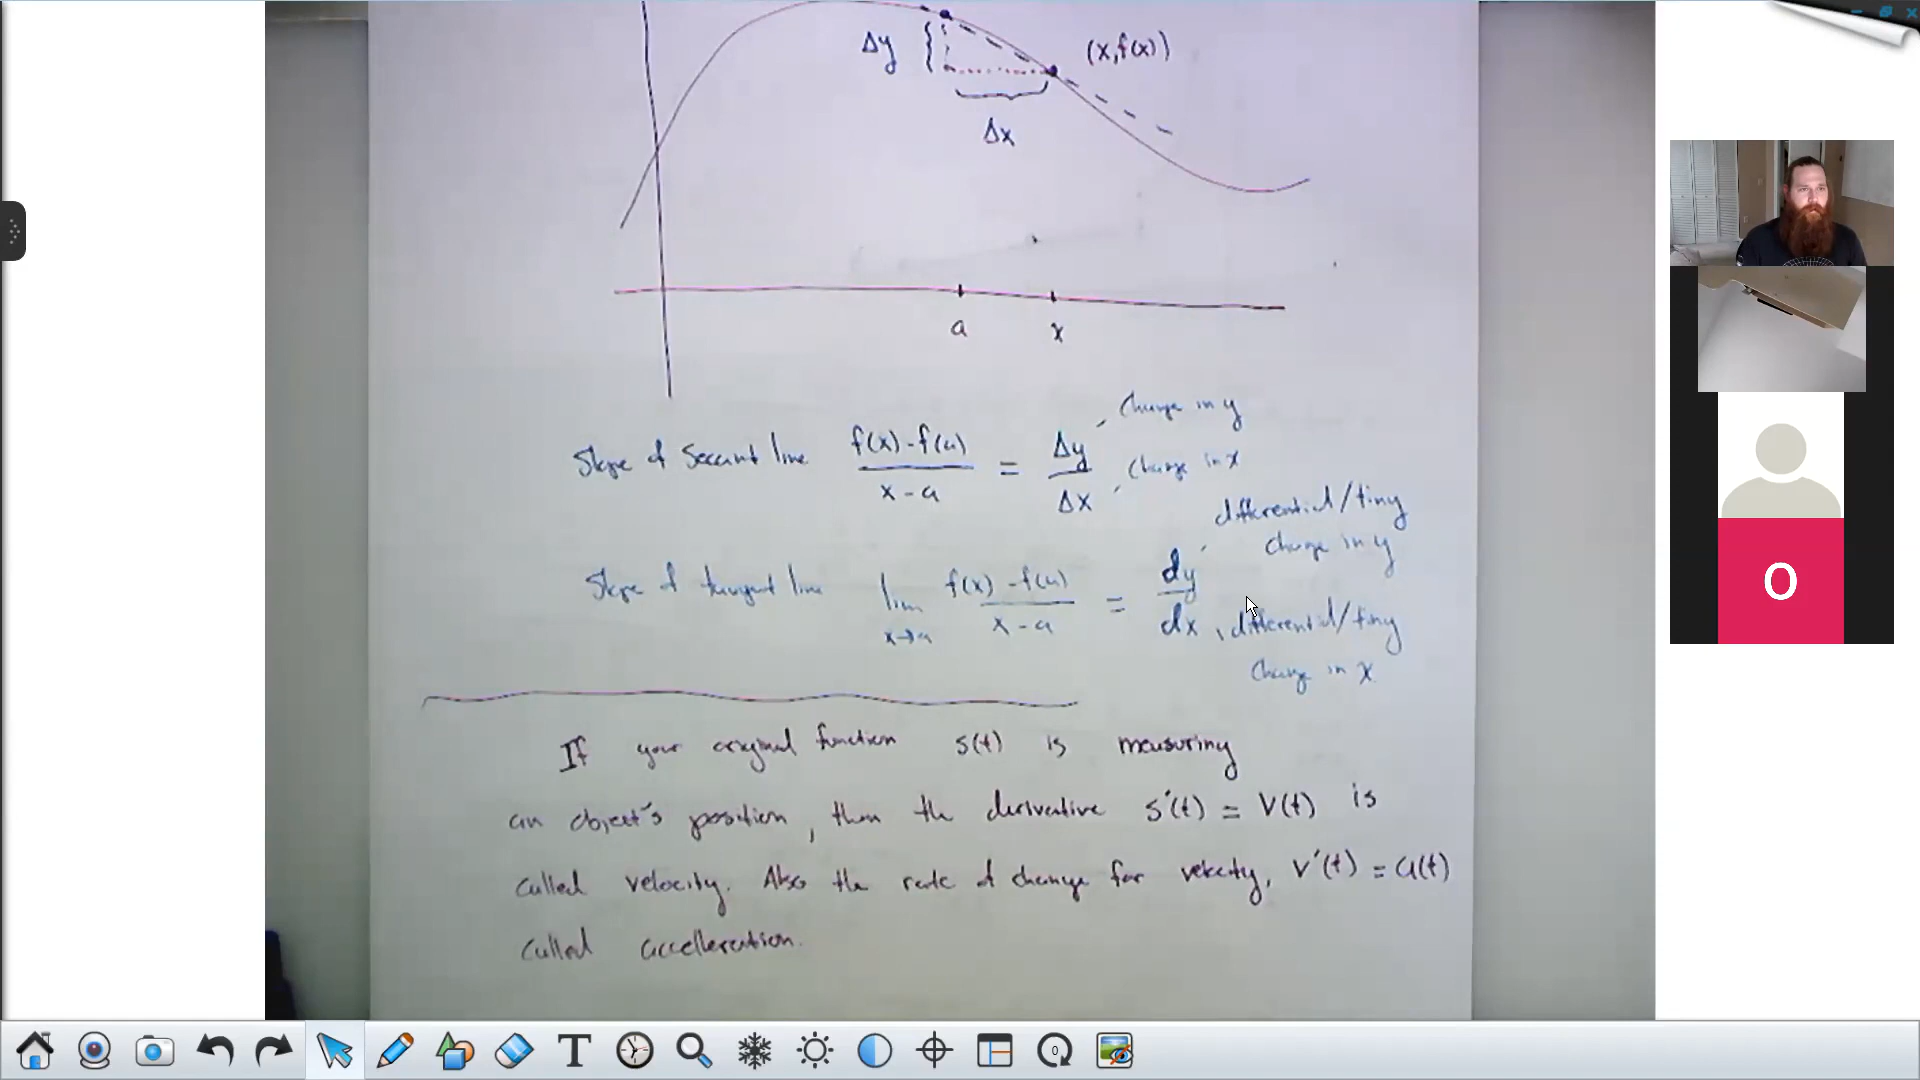 Δy
(x,f(x))
Δx
a x
Slope of Secant line f(x)-f(a) / x-a = Δy / Δx change in y change in x
Slope of tangent line lim x→a f(x)-f(a) / x-a = dy / dx differential/tiny change in y differential/tiny change in x
If your original function s(t) is measuring
an object's position, then the derivative s'(t) = v(t) is
called velocity. Also the rate of change for velocity, v'(t) = a(t)
called accelleration.
T
0
O